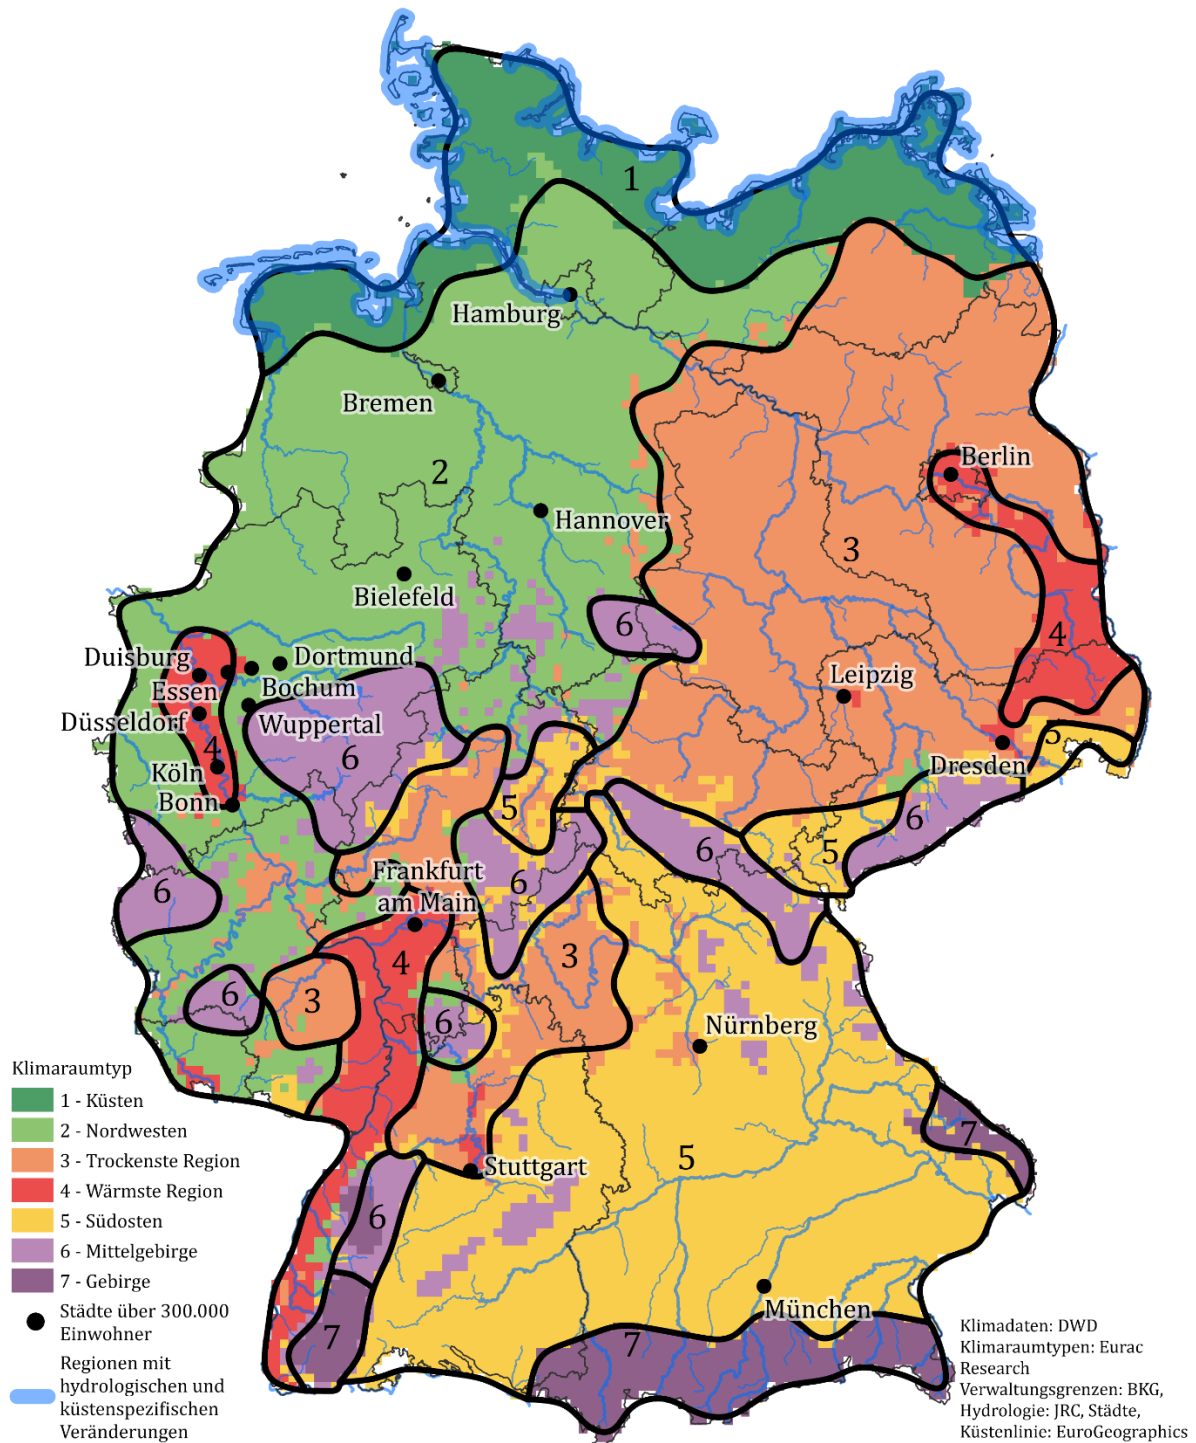 1
Hamburg
Bremen
2
Berlin
Hannover
3
Bielefeld
6
4
Duisburg
Dortmund
Essen
Bochum
Leipzig
Düsseldorf
Wuppertal
4
6
5
Köln
Dresden
Bonn
5
6
6
5
Frankfurt
am Main
6
6
3
4
6
3
6
Nürnberg
7
5
Stuttgart
6
München
7
7
Klimaraumtyp
1 - Küsten
2 - Nordwesten
3 - Trockenste Region
4 - Wärmste Region
5 - Südosten
6 - Mittelgebirge
7 - Gebirge
Städte über 300.000
Einwohner
Regionen mit
hydrologischen und
küstenspezifischen
Veränderungen
Klimadaten: DWD
Klimaraumtypen: Eurac
Research
Verwaltungsgrenzen: BKG,
Hydrologie: JRC, Städte,
Küstenlinie: EuroGeographics